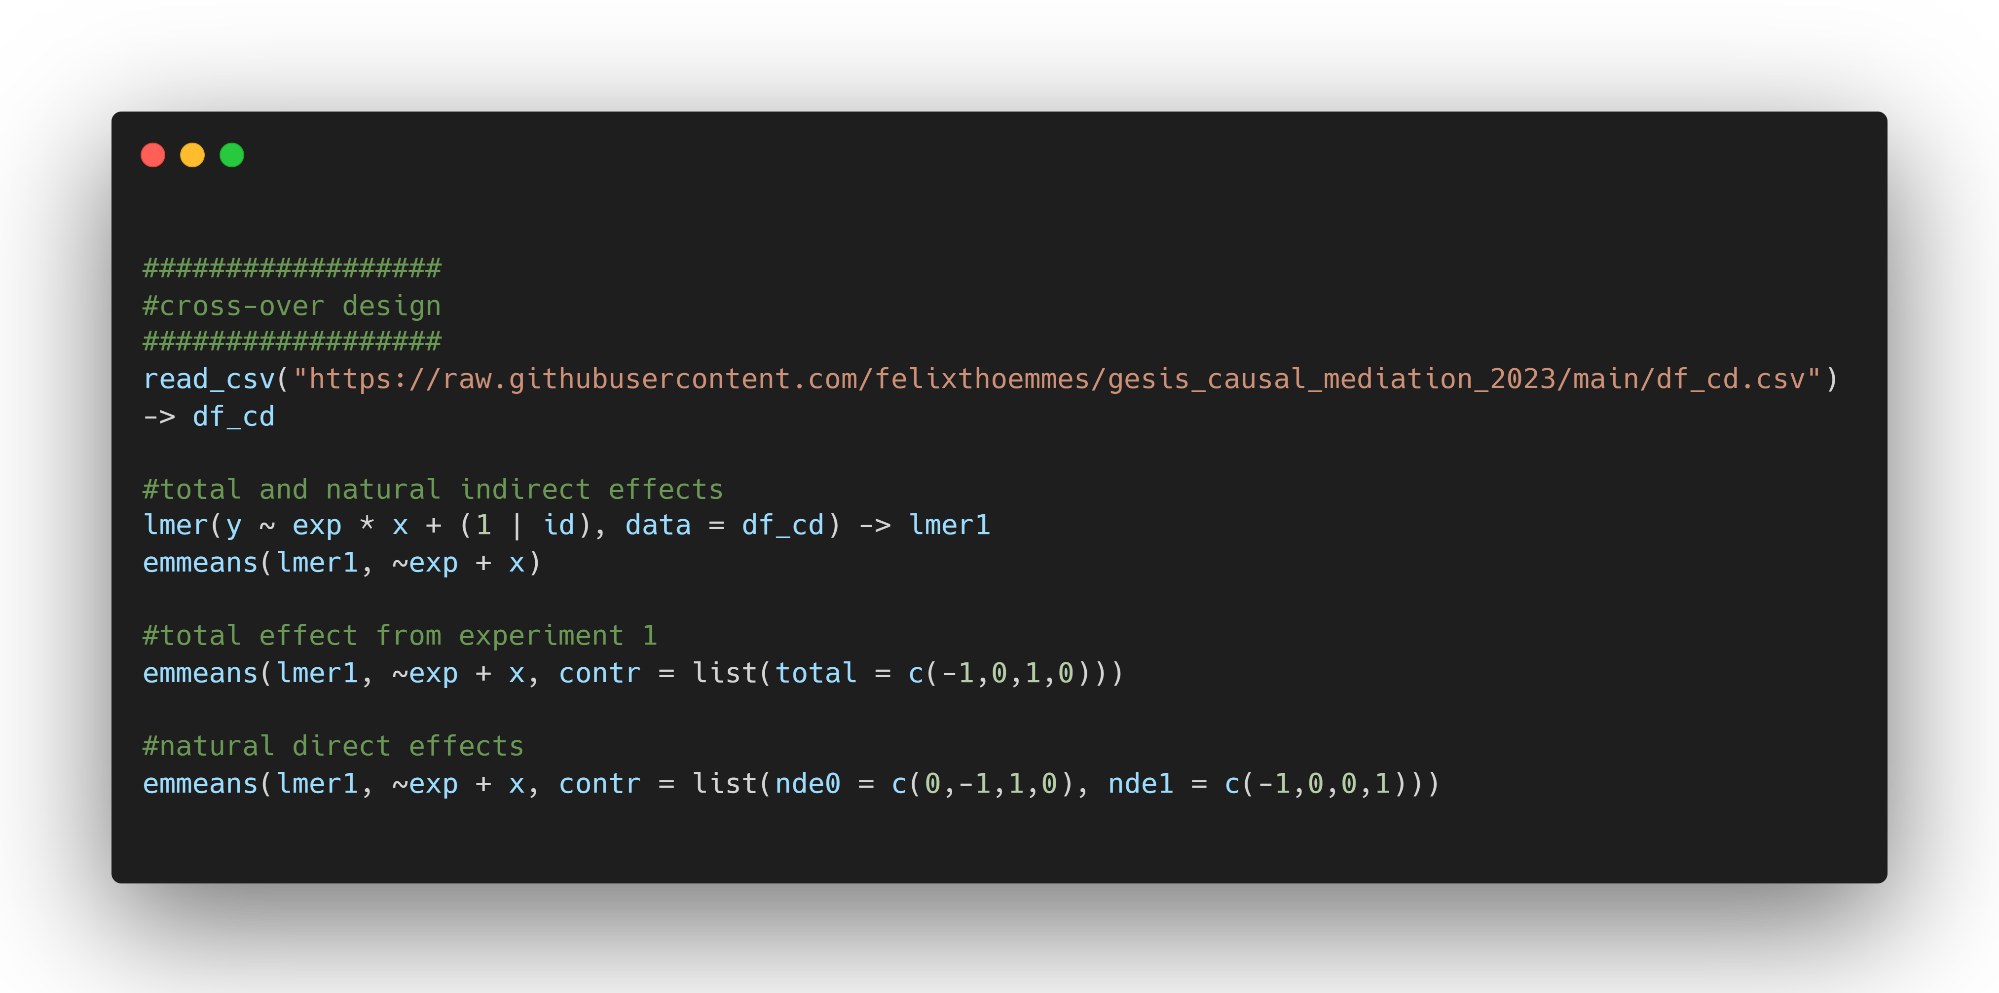 ##################
#cross-over design
##################
read_csv("https://raw.githubusercontent.com/felixthoemmes/gesis_causal_mediation_2023/main/df_cd.csv")
-> df_cd
#total and natural indirect effects
lmer(y ~ exp * x + (1 | id), data = df_cd) -> lmer1
emmeans(lmer1, ~exp + x)
#total effect from experiment 1
emmeans(lmer1, ~exp + x, contr = list(total = c(-1,0,1,0)))
#natural direct effects
emmeans(lmer1, ~exp + x, contr = list(nde0 = c(0,-1,1,0), nde1 = c(-1,0,0,1)))